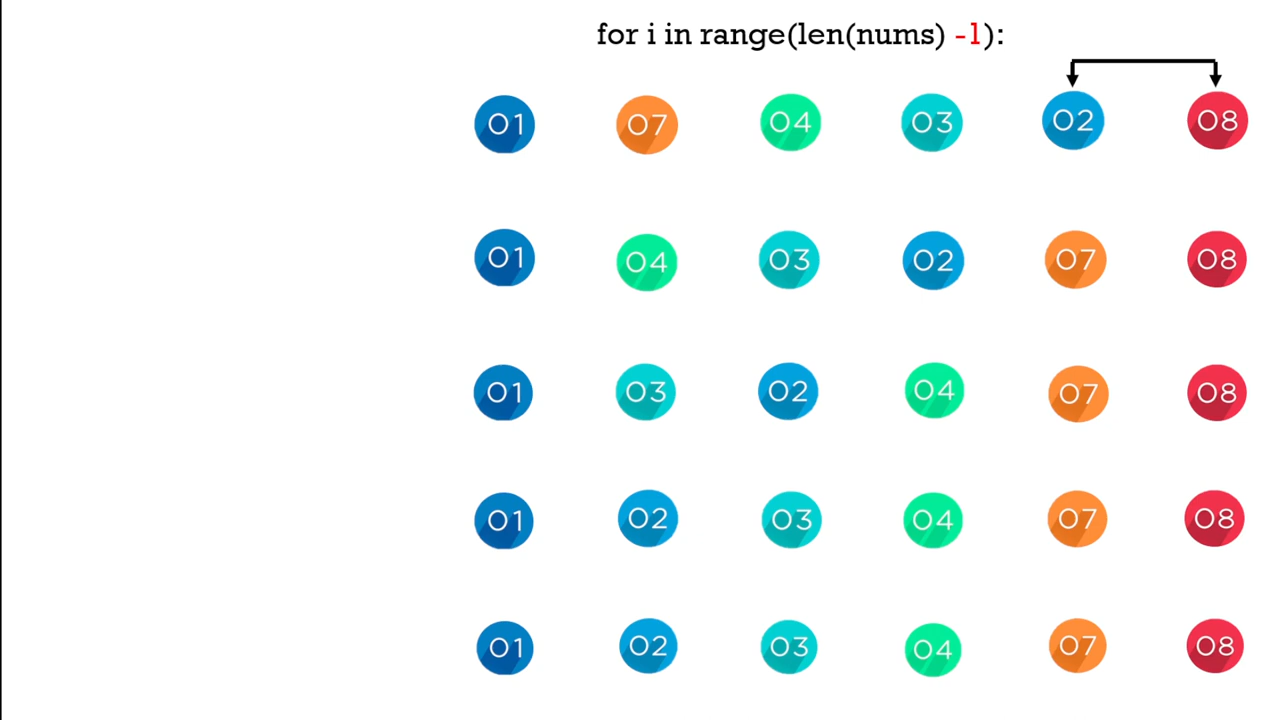 for i in range(len(nums) -1):
01 07 04 03 02 08
01 04 03 02 07 08
01 03 02 04 07 08
01 02 03 04 07 08
01 02 03 04 07 08